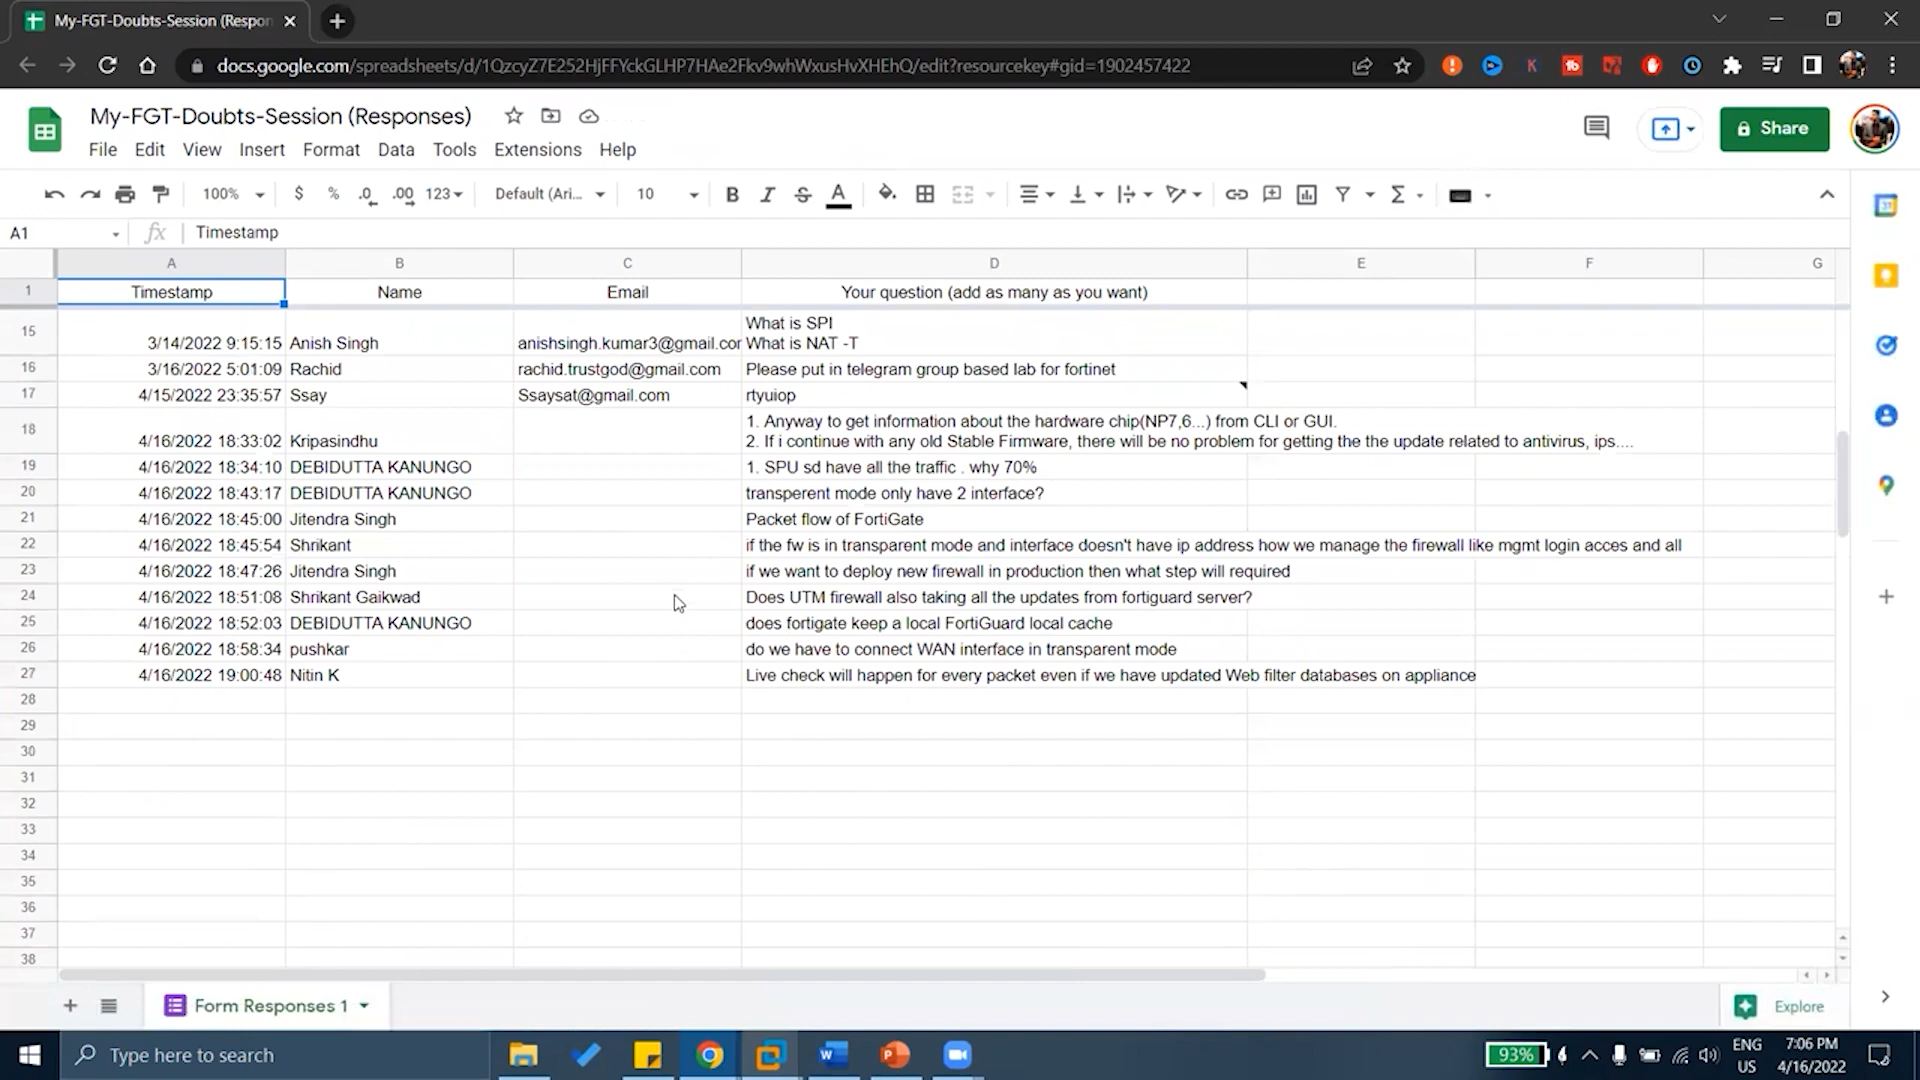 My-FGT-Doubts-Session (Respon
docs.google.com/spreadsheets/d/1QzcyZ7E252HjFFYckGLHP7HAe2Fkv9whWxusHvXHEhQ/edit?resourcekey#gid=1902457422
My-FGT-Doubts-Session (Responses)
File Edit View Insert Format Data Tools Extensions Help
Share
100% $ % .0 .00 123 Default (Ari... 10 B I S A
A1 fx Timestamp
A B C D E F G
1 Timestamp Name Email Your question (add as many as you want)
What is SPI
15 3/14/2022 9:15:15 Anish Singh anishsingh.kumar3@gmail.cor What is NAT -T
16 3/16/2022 5:01:09 Rachid rachid.trustgod@gmail.com Please put in telegram group based lab for fortinet
17 4/15/2022 23:35:57 Ssay Ssaysat@gmail.com rtyuiop
1. Anyway to get information about the hardware chip(NP7,6...) from CLI or GUI.
18 4/16/2022 18:33:02 Kripasindhu 2. If i continue with any old Stable Firmware, there will be no problem for getting the the update related to antivirus, ips....
19 4/16/2022 18:34:10 DEBIDUTTA KANUNGO 1. SPU sd have all the traffic . why 70%
20 4/16/2022 18:43:17 DEBIDUTTA KANUNGO transperent mode only have 2 interface?
21 4/16/2022 18:45:00 Jitendra Singh Packet flow of FortiGate
22 4/16/2022 18:45:54 Shrikant if the fw is in transparent mode and interface doesn't have ip address how we manage the firewall like mgmt login acces and all
23 4/16/2022 18:47:26 Jitendra Singh if we want to deploy new firewall in production then what step will required
24 4/16/2022 18:51:08 Shrikant Gaikwad Does UTM firewall also taking all the updates from fortiguard server?
25 4/16/2022 18:52:03 DEBIDUTTA KANUNGO does fortigate keep a local FortiGuard local cache
26 4/16/2022 18:58:34 pushkar do we have to connect WAN interface in transparent mode
27 4/16/2022 19:00:48 Nitin K Live check will happen for every packet even if we have updated Web filter databases on appliance
28
29
30
31
32
33
34
35
36
37
38
Form Responses 1
Explore
Type here to search
93%
ENG
US
7:06 PM
4/16/2022